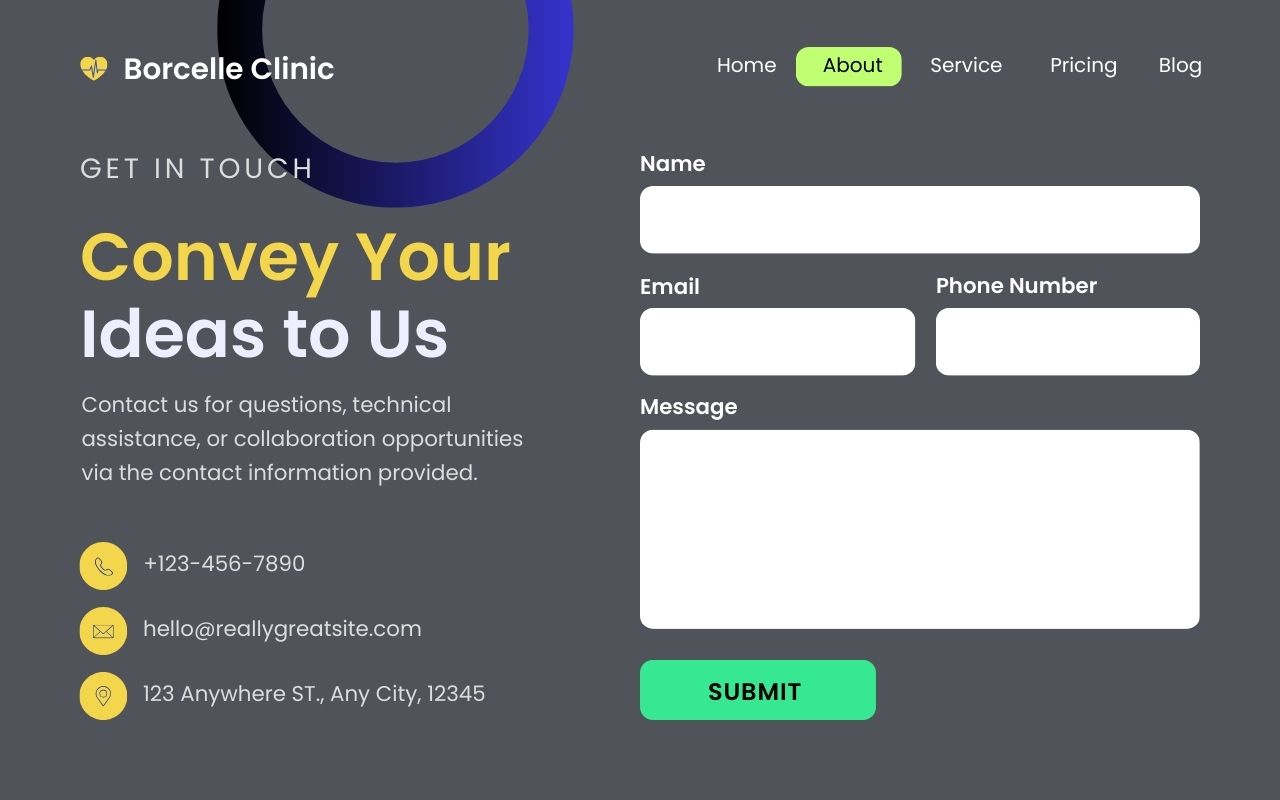 Borcelle Clinic
Home About Service Pricing Blog
GET IN TOUCH
Convey Your
Ideas to Us
Contact us for questions, technical
assistance, or collaboration opportunities
via the contact information provided.
+123-456-7890
hello@reallygreatsite.com
123 Anywhere ST., Any City, 12345
Name
Email
Phone Number
Message
SUBMIT